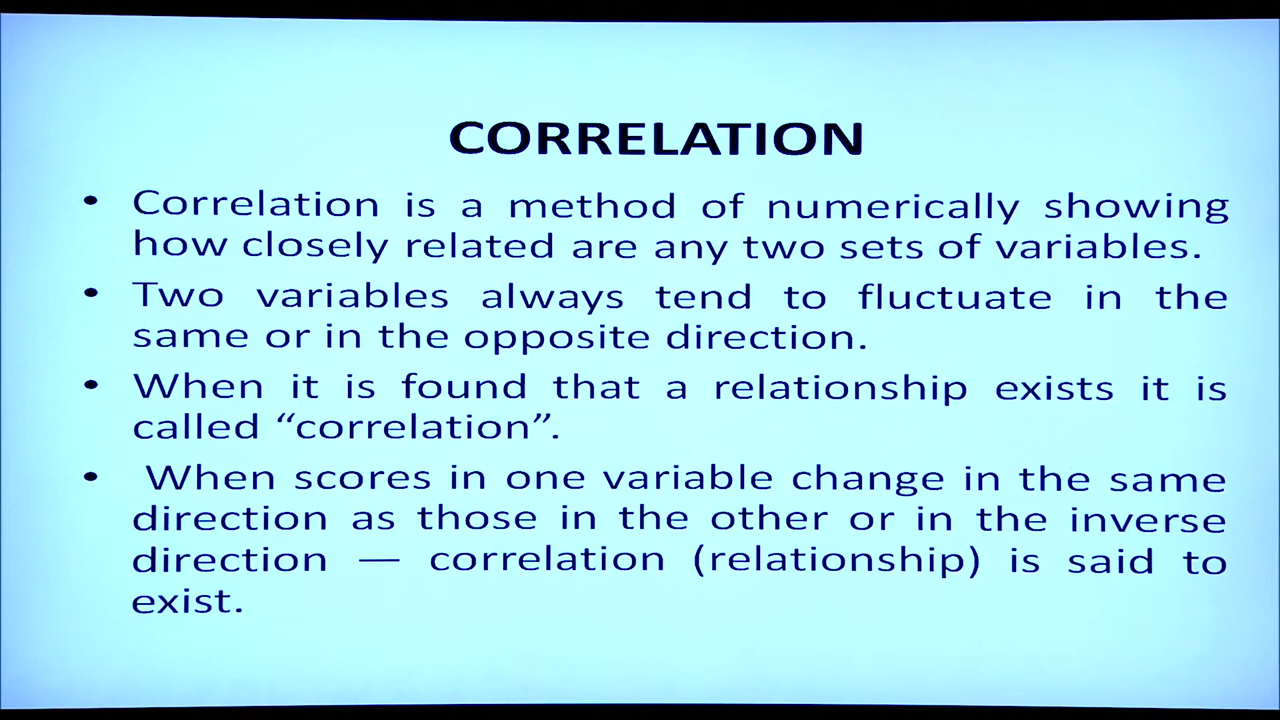 CORRELATION
• Correlation is a method of numerically showing
how closely related are any two sets of variables.
• Two variables always tend to fluctuate in the
same or in the opposite direction.
• When it is found that a relationship exists it is
called “correlation”.
• When scores in one variable change in the same
direction as those in the other or in the inverse
direction — correlation (relationship) is said to
exist.